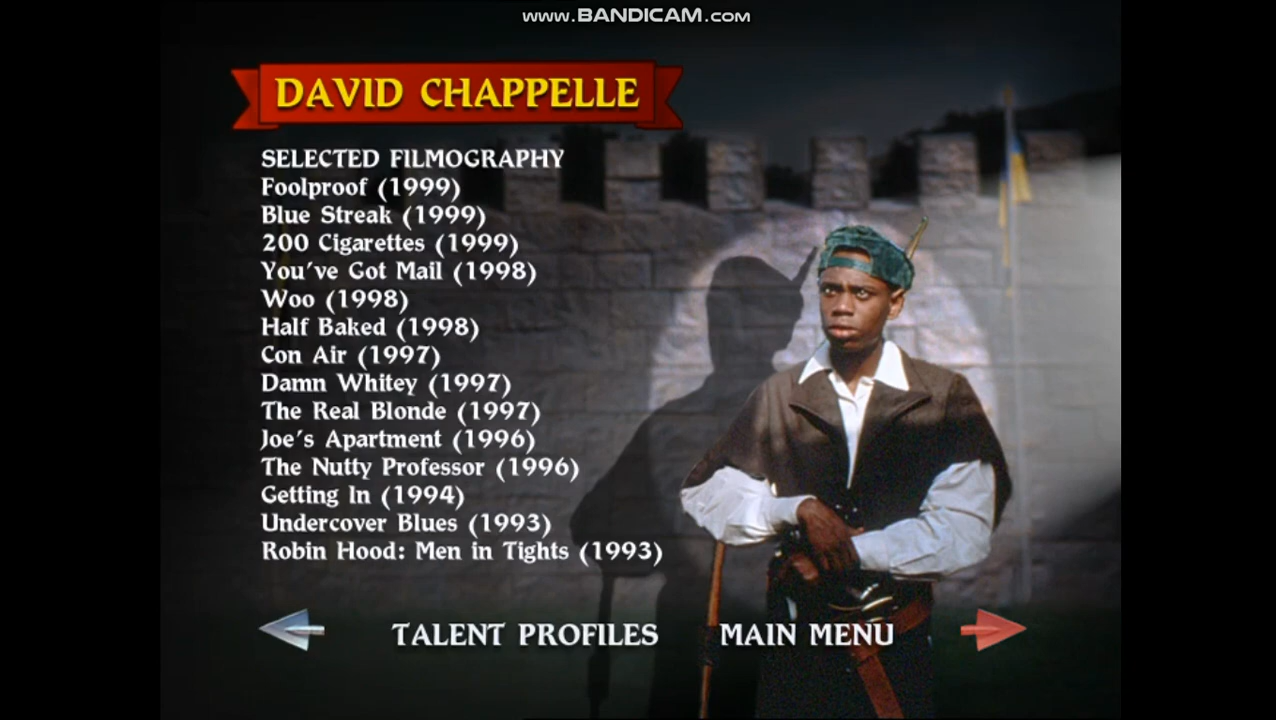 www.BANDICAM.com
DAVID CHAPPELLE
SELECTED FILMOGRAPHY
Foolproof (1999)
Blue Streak (1999)
200 Cigarettes (1999)
You've Got Mail (1998)
Woo (1998)
Half Baked (1998)
Con Air (1997)
Damn Whitey (1997)
The Real Blonde (1997)
Joe's Apartment (1996)
The Nutty Professor (1996)
Getting In (1994)
Undercover Blues (1993)
Robin Hood: Men in Tights (1993)
TALENT PROFILES MAIN MENU